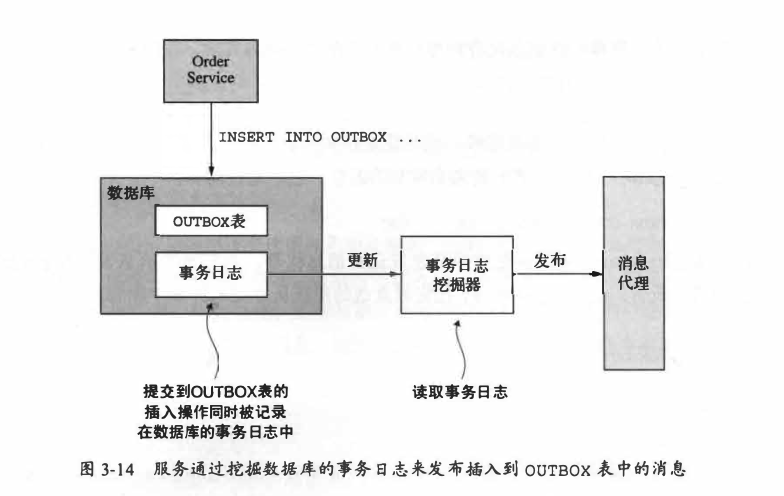 Order
Service
INSERT INTO OUTBOX ...
数据库
OUTBOX表
事务日志
更新
事务日志
挖掘器
发布
消息
代理
提交到OUTBOX表的
插入操作同时被记录
在数据库的事务日志中
读取事务日志
图 3-14 服务通过挖掘数据库的事务日志来发布插入到 OUTBOX 表中的消息